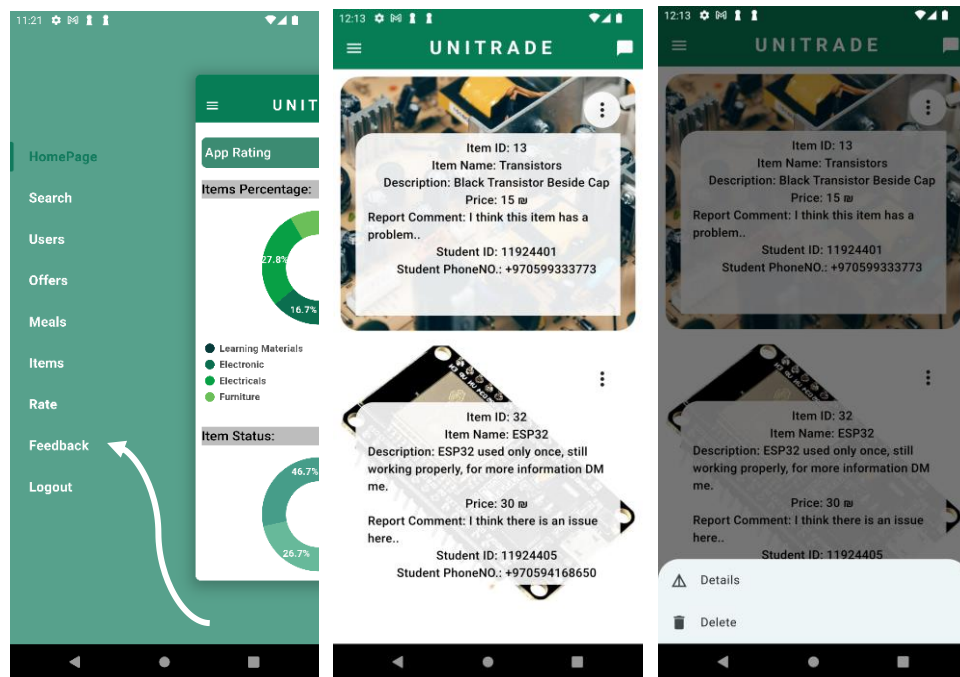 11:21
HomePage
Search
Users
Offers
Meals
Items
Rate
Feedback
Logout
UNIT
App Rating
Items Percentage:
27.8%
16.7%
Learning Materials
Electronic
Electricals
Furniture
Item Status:
46.7%
26.7%
12:13
UNITRADE
Item ID: 13
Item Name: Transistors
Description: Black Transistor Beside Cap
Price: 15 ₪
Report Comment: I think this item has a
problem..
Student ID: 11924401
Student PhoneNO.: +970599333773
Item ID: 32
Item Name: ESP32
Description: ESP32 used only once, still
working properly, for more information DM
me.
Price: 30 ₪
Report Comment: I think there is an issue
here..
Student ID: 11924405
Student PhoneNO.: +970594168650
12:13
UNITRADE
Item ID: 13
Item Name: Transistors
Description: Black Transistor Beside Cap
Price: 15 ₪
Report Comment: I think this item has a
problem..
Student ID: 11924401
Student PhoneNO.: +970599333773
Item ID: 32
Item Name: ESP32
Description: ESP32 used only once, still
working properly, for more information DM
me.
Price: 30 ₪
Report Comment: I think there is an issue
here..
Student ID: 11924405
Details
Delete